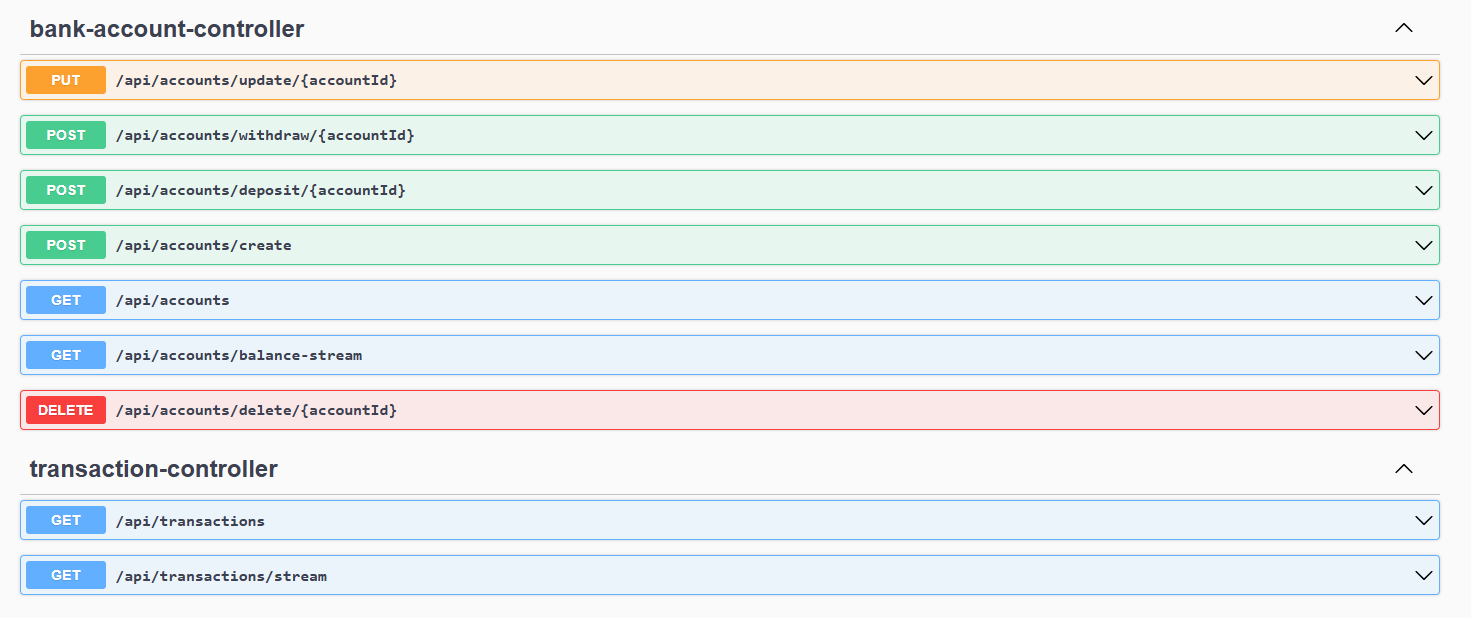 bank-account-controller
PUT /api/accounts/update/{accountId}
POST /api/accounts/withdraw/{accountId}
POST /api/accounts/deposit/{accountId}
POST /api/accounts/create
GET /api/accounts
GET /api/accounts/balance-stream
DELETE /api/accounts/delete/{accountId}
transaction-controller
GET /api/transactions
GET /api/transactions/stream